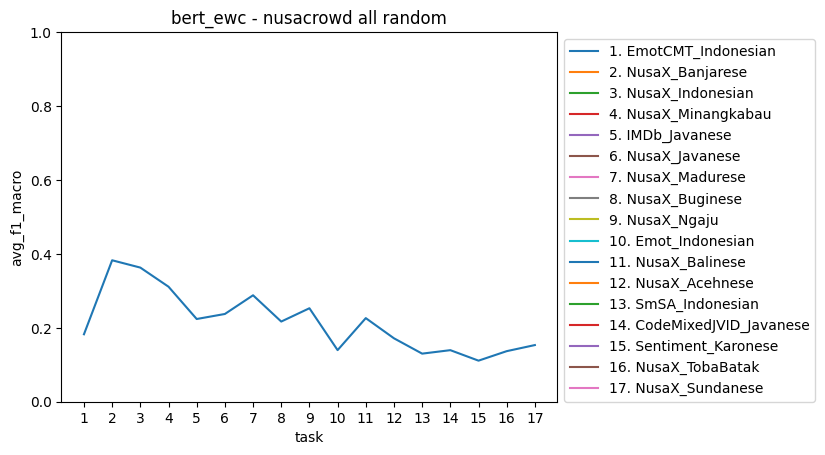 bert_ewc - nusacrowd all random
1.0
0.8
0.6
0.4
0.2
0.0
avg_f1_macro
1 2 3 4 5 6 7 8 9 10 11 12 13 14 15 16 17
task
1. EmotCMT_Indonesian
2. NusaX_Banjarese
3. NusaX_Indonesian
4. NusaX_Minangkabau
5. IMDb_Javanese
6. NusaX_Javanese
7. NusaX_Madurese
8. NusaX_Buginese
9. NusaX_Ngaju
10. Emot_Indonesian
11. NusaX_Balinese
12. NusaX_Acehnese
13. SmSA_Indonesian
14. CodeMixedJVID_Javanese
15. Sentiment_Karonese
16. NusaX_TobaBatak
17. NusaX_Sundanese